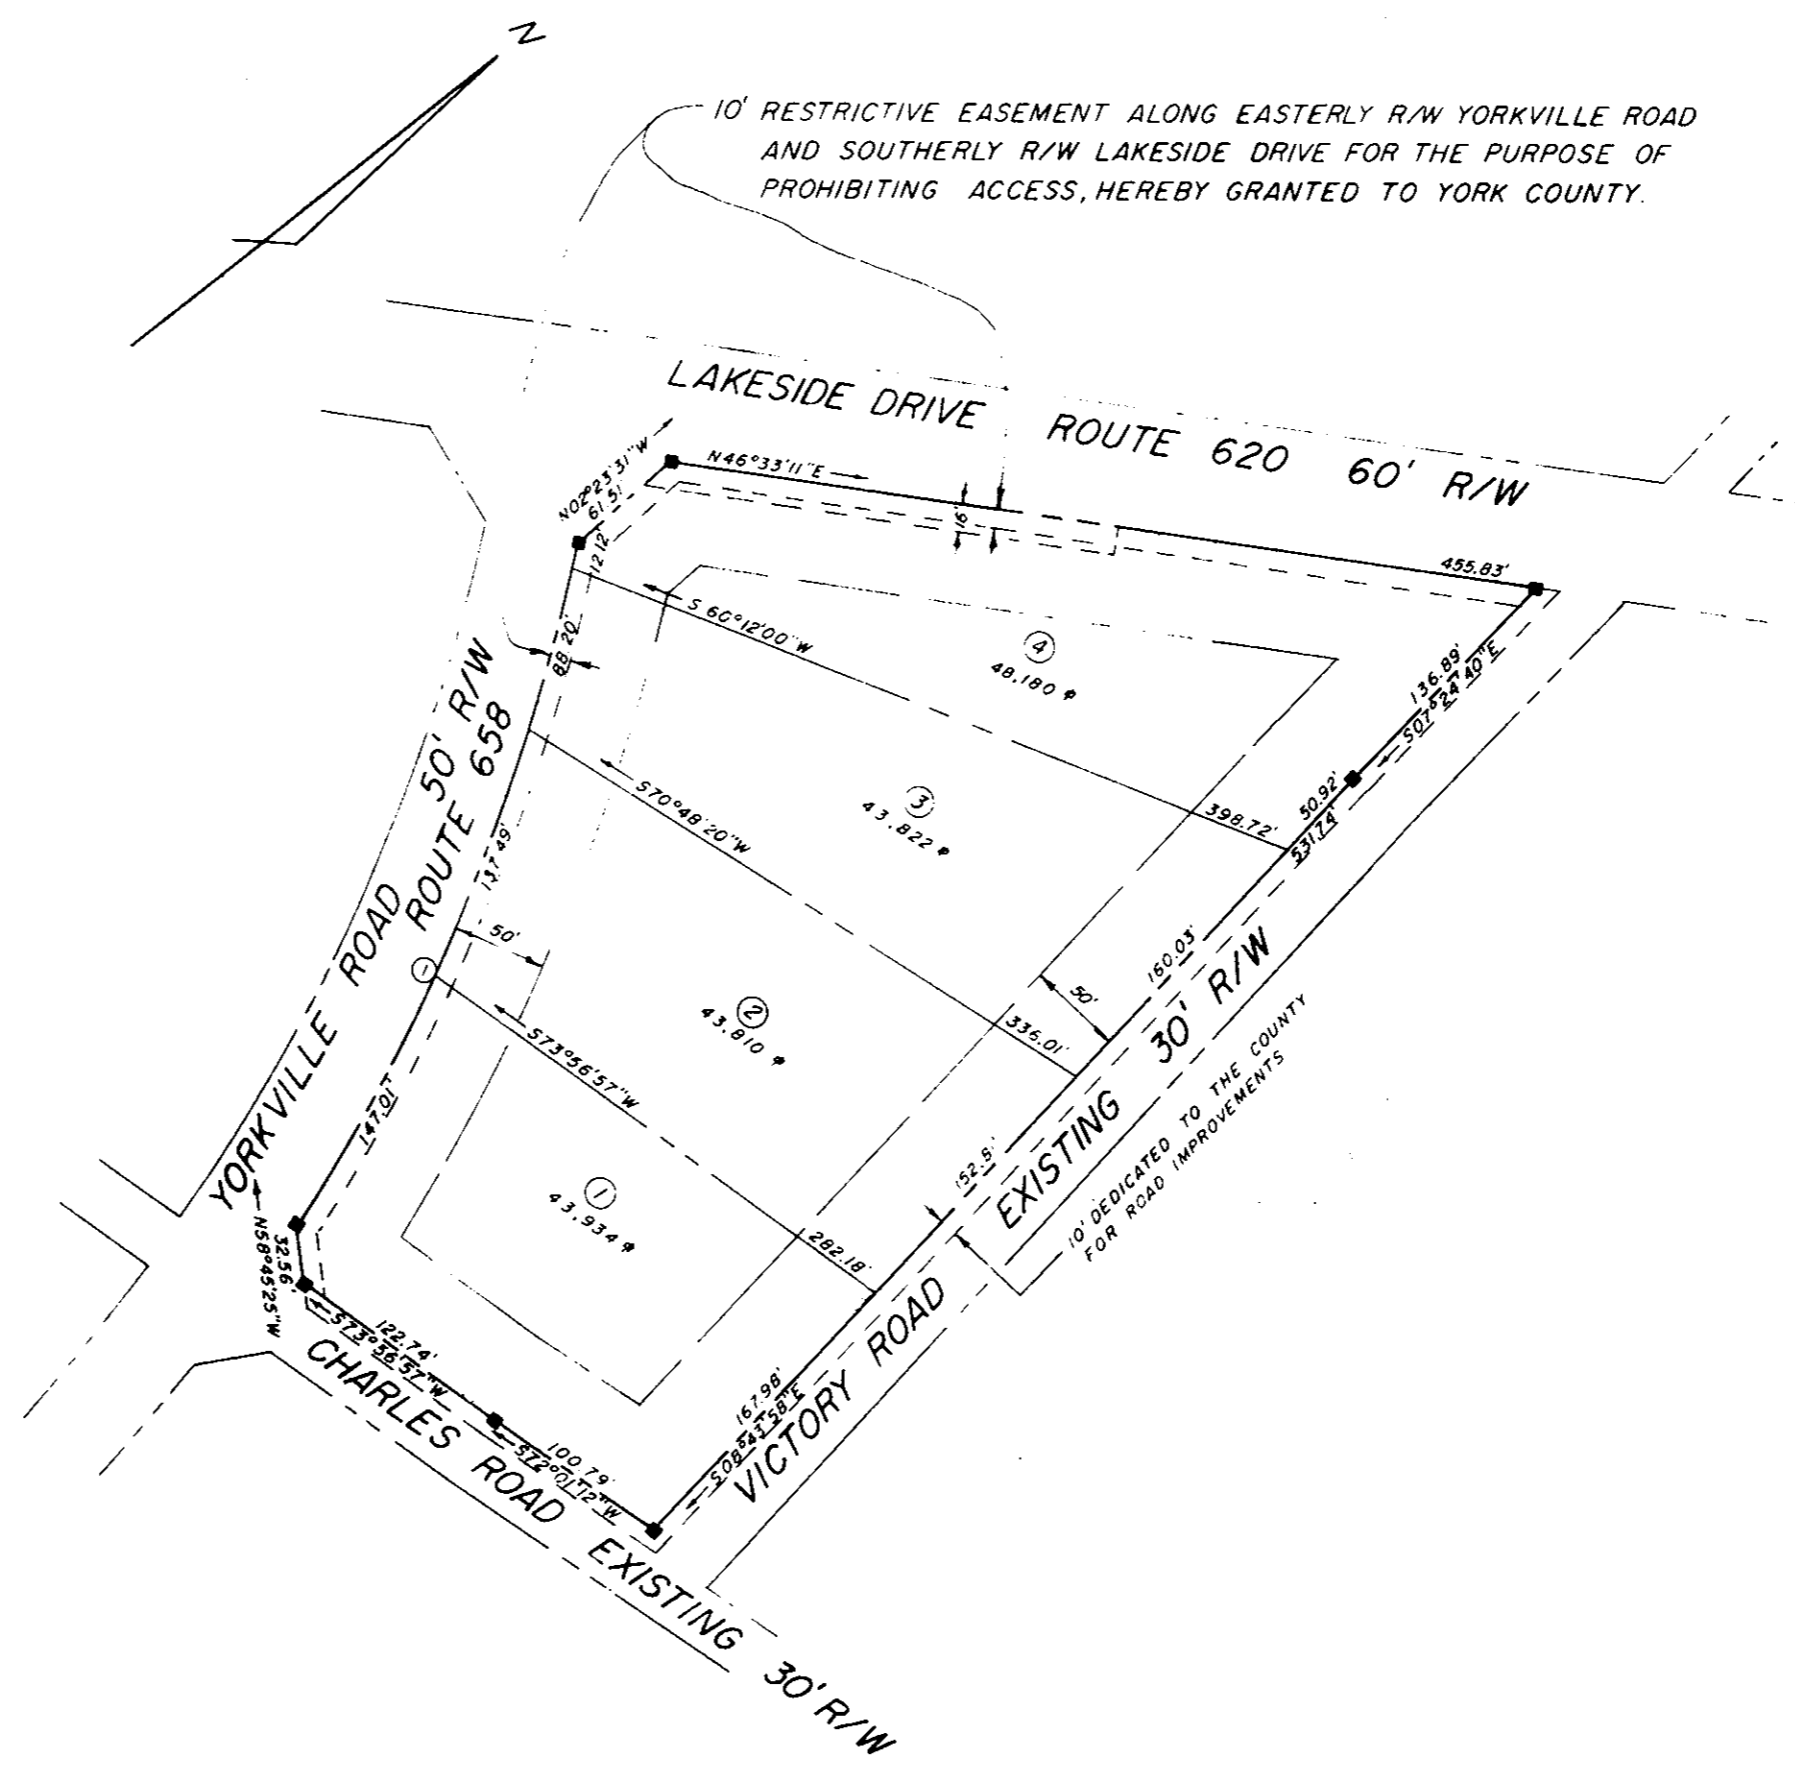 N
10' RESTRICTIVE EASEMENT ALONG EASTERLY R/W YORKVILLE ROAD
AND SOUTHERLY R/W LAKESIDE DRIVE FOR THE PURPOSE OF
PROHIBITING ACCESS, HEREBY GRANTED TO YORK COUNTY.
LAKESIDE DRIVE ROUTE 620 60' R/W
N02°23'31"W
61.51'
N46°33'11"E
16'
455.83'
12.12'
88.20'
S 60°12'00"W
4
48,180
136.89'
S07°24'40"E
50' R/W
ROUTE 658
YORKVILLE ROAD
S70°48'20"W
3
43,822
398.72'
50.92'
531.74'
137.49'
50'
1
2
43,810
S73°56'57"W
336.01'
50'
160.03'
EXISTING 30' R/W
10' DEDICATED TO THE COUNTY
FOR ROAD IMPROVEMENTS
147.01'
1
43,934
282.18'
VICTORY ROAD
N58°45'25"W
32.56'
122.74'
S73°56'57"W
100.79'
S72°01'12"W
167.98'
S08°43'58"E
CHARLES ROAD EXISTING 30' R/W